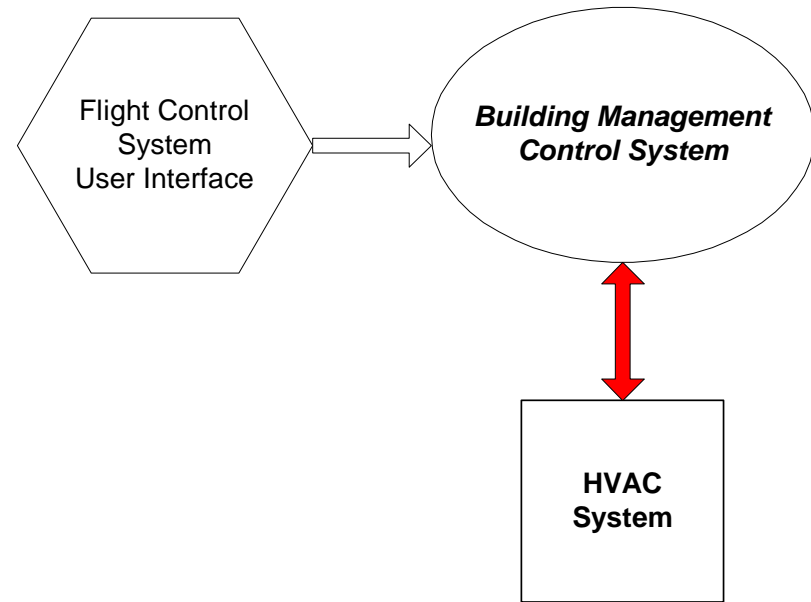 Flight Control
System
User Interface
Building Management
Control System
HVAC
System